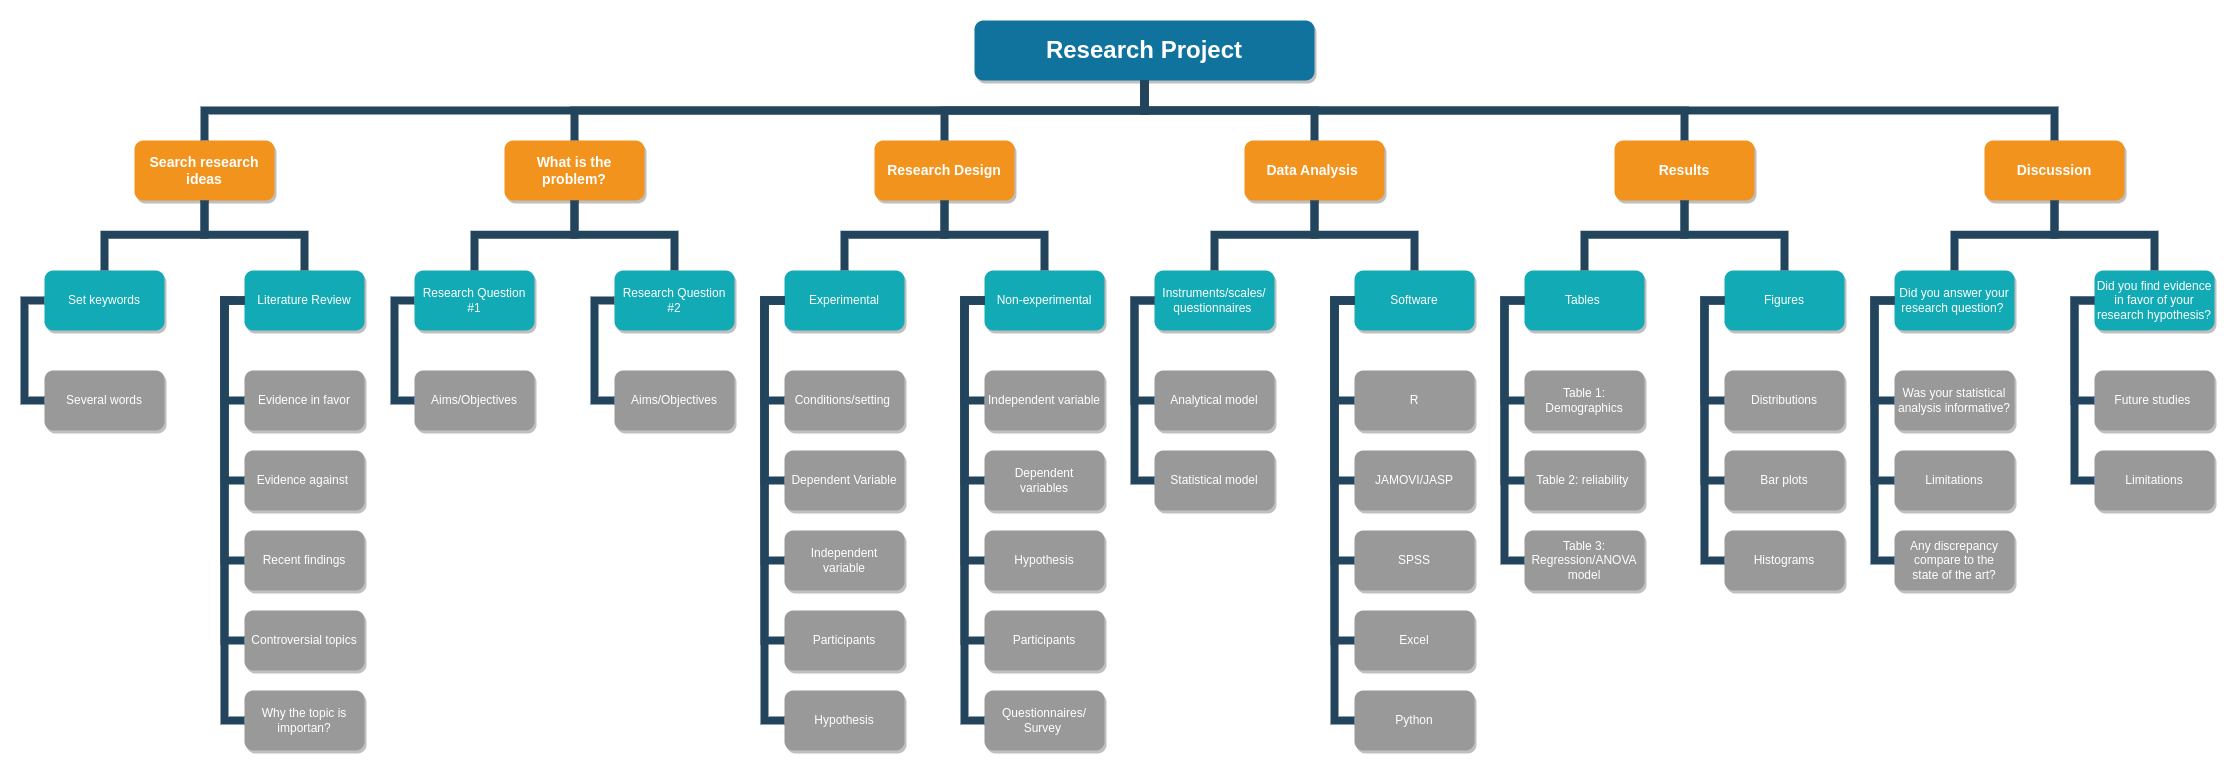 Research Project
Search research
ideas
What is the
problem?
Research Design
Data Analysis
Results
Discussion
Set keywords
Literature Review
Research Question
#1
Research Question
#2
Experimental
Non-experimental
Instruments/scales/
questionnaires
Software
Tables
Figures
Did you answer your
research question?
Did you find evidence
in favor of your
research hypothesis?
Several words
Evidence in favor
Aims/Objectives
Aims/Objectives
Conditions/setting
Independent variable
Analytical model
R
Table 1:
Demographics
Distributions
Was your statistical
analysis informative?
Future studies
Evidence against
Dependent Variable
Dependent
variables
Statistical model
JAMOVI/JASP
Table 2: reliability
Bar plots
Limitations
Limitations
Recent findings
Independent
variable
Hypothesis
SPSS
Table 3:
Regression/ANOVA
model
Histograms
Any discrepancy
compare to the
state of the art?
Controversial topics
Participants
Participants
Excel
Why the topic is
importan?
Hypothesis
Questionnaires/
Survey
Python